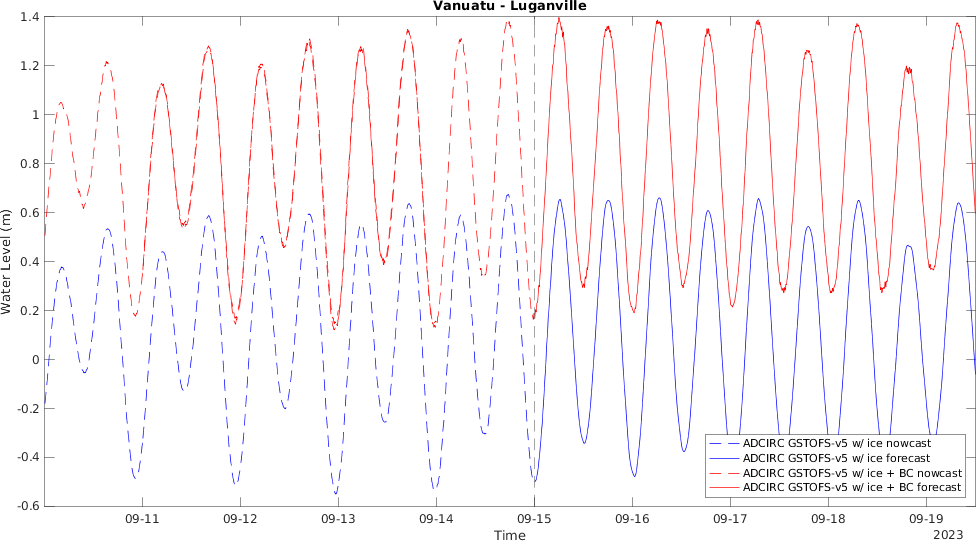 Vanuatu - Luganville
Water Level (m)
1.4
1.2
1
0.8
0.6
0.4
0.2
0
-0.2
-0.4
-0.6
ADCIRC GSTOFS-v5 w/ ice nowcast
ADCIRC GSTOFS-v5 w/ ice forecast
ADCIRC GSTOFS-v5 w/ ice + BC nowcast
ADCIRC GSTOFS-v5 w/ ice + BC forecast
09-11 09-12 09-13 09-14 09-15 09-16 09-17 09-18 09-19
Time
2023